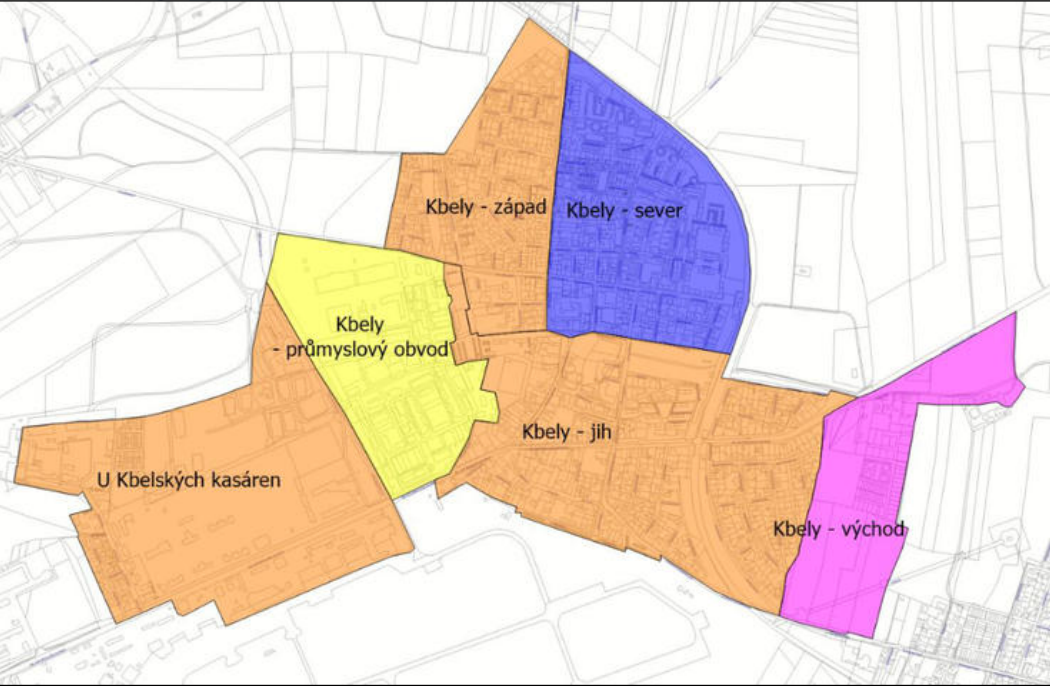 Kbely - západ
Kbely - sever
Kbely
- průmyslový obvod
Kbely - jih
U Kbelských kasáren
Kbely - východ